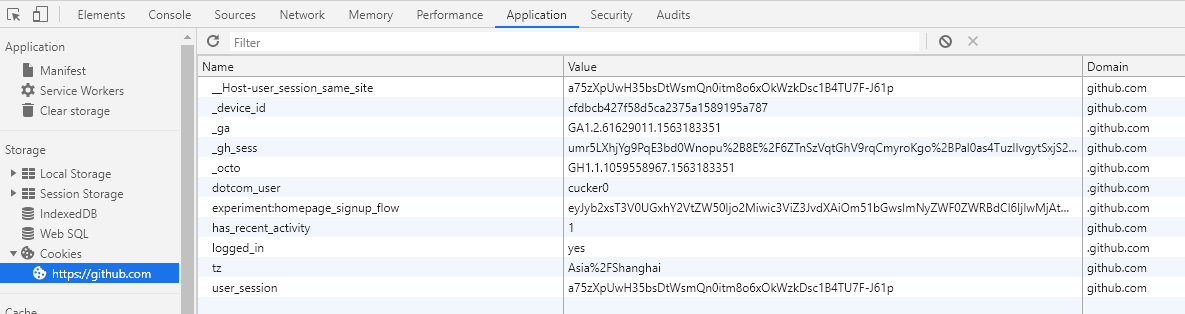 Elements Console Sources Network Memory Performance Application Security Audits
Application
Manifest
Service Workers
Clear storage
Storage
Local Storage
Session Storage
IndexedDB
Web SQL
Cookies
https://github.com
Cache
Filter
Name Value Domain
__Host-user_session_same_site a75zXpUwH35bsDtWsmQn0itm8o6xOkWzkDsc1B4TU7F-J61p github.com
_device_id cfdbcb427f58d5ca2375a1589195a787 github.com
_ga GA1.2.61629011.1563183351 .github.com
_gh_sess umr5LXhjYg9PqE3bd0Wnopu%2B8E%2F6ZTnSzVqtGhV9rqCmyroKgo%2BPal0as4TuzlIvgytSxjS2... github.com
_octo GH1.1.1059558967.1563183351 .github.com
dotcom_user cucker0 .github.com
experiment:homepage_signup_flow eyJyb2xsT3V0UGxhY2VtZW50Ijo2Miwic3ViZ3JvdXAiOm51bGwsImNyZWF0ZWRBdCI6IjIwMjAt... .github.com
has_recent_activity 1 github.com
logged_in yes .github.com
tz Asia%2FShanghai github.com
user_session a75zXpUwH35bsDtWsmQn0itm8o6xOkWzkDsc1B4TU7F-J61p github.com